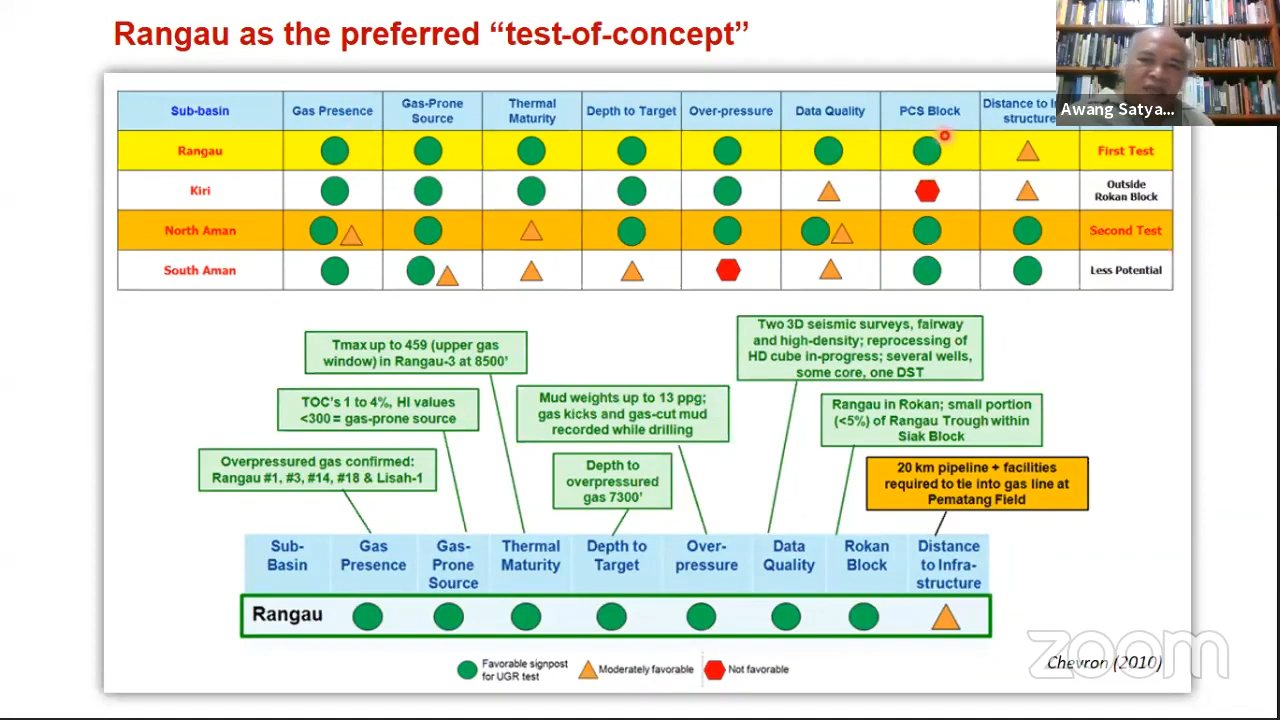 Rangau as the preferred “test-of-concept”
Awang Satya...
Sub-basin
Gas Presence
Gas-Prone
Source
Thermal
Maturity
Depth to Target
Over-pressure
Data Quality
PCS Block
Distance to In
structure
Rangau
First Test
Kiri
Outside
Rokan Block
North Aman
Second Test
South Aman
Less Potential
Tmax up to 459 (upper gas
window) in Rangau-3 at 8500’
TOC’s 1 to 4%, HI values
<300 = gas-prone source
Overpressured gas confirmed:
Rangau #1, #3, #14, #18 & Lisah-1
Mud weights up to 13 ppg;
gas kicks and gas-cut mud
recorded while drilling
Depth to
overpressured
gas 7300’
Two 3D seismic surveys, fairway
and high-density; reprocessing of
HD cube in-progress; several wells,
some core, one DST
Rangau in Rokan; small portion
(<5%) of Rangau Trough within
Siak Block
20 km pipeline + facilities
required to tie into gas line at
Pematang Field
Sub-
Basin
Gas
Presence
Gas-
Prone
Source
Thermal
Maturity
Depth to
Target
Over-
pressure
Data
Quality
Rokan
Block
Distance
to Infra-
structure
Rangau
Favorable signpost
for UGR test
Moderately favorable
Not favorable
Chevron (2010)
zoom